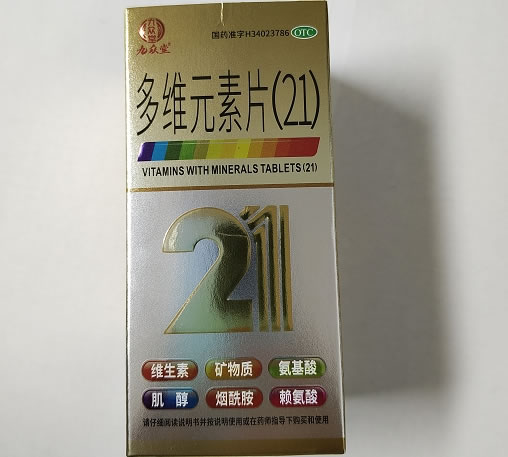 国药准字H34023786 OTC
九众堂
多维元素片(21)
VITAMINS WITH MINERALS TABLETS (21)
21
维生素 矿物质 氨基酸
肌醇 烟酰胺 赖氨酸
请仔细阅读说明书并按说明使用或在药师指导下购买和使用